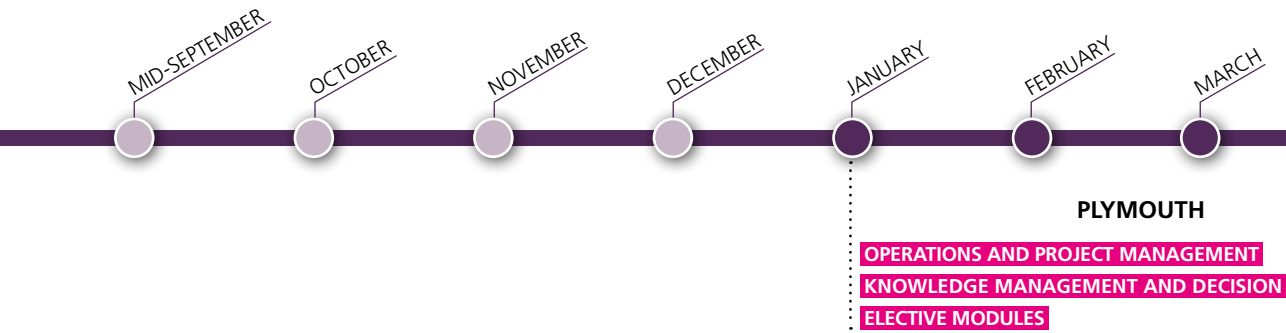 MID-SEPTEMBER
OCTOBER
NOVEMBER
DECEMBER
JANUARY
FEBRUARY
MARCH
PLYMOUTH
OPERATIONS AND PROJECT MANAGEMENT
KNOWLEDGE MANAGEMENT AND DECISION
ELECTIVE MODULES